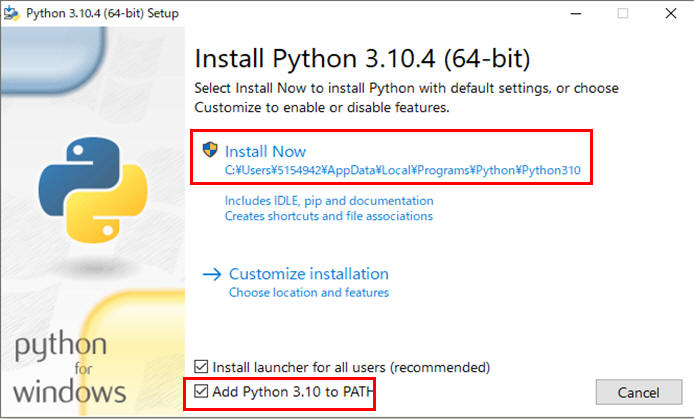 Python 3.10.4 (64-bit) Setup
Install Python 3.10.4 (64-bit)
Select Install Now to install Python with default settings, or choose
Customize to enable or disable features.
Install Now
C:¥Users¥5154942¥AppData¥Local¥Programs¥Python¥Python310
Includes IDLE, pip and documentation
Creates shortcuts and file associations
Customize installation
Choose location and features
python
for
windows
Install launcher for all users (recommended)
Add Python 3.10 to PATH
Cancel